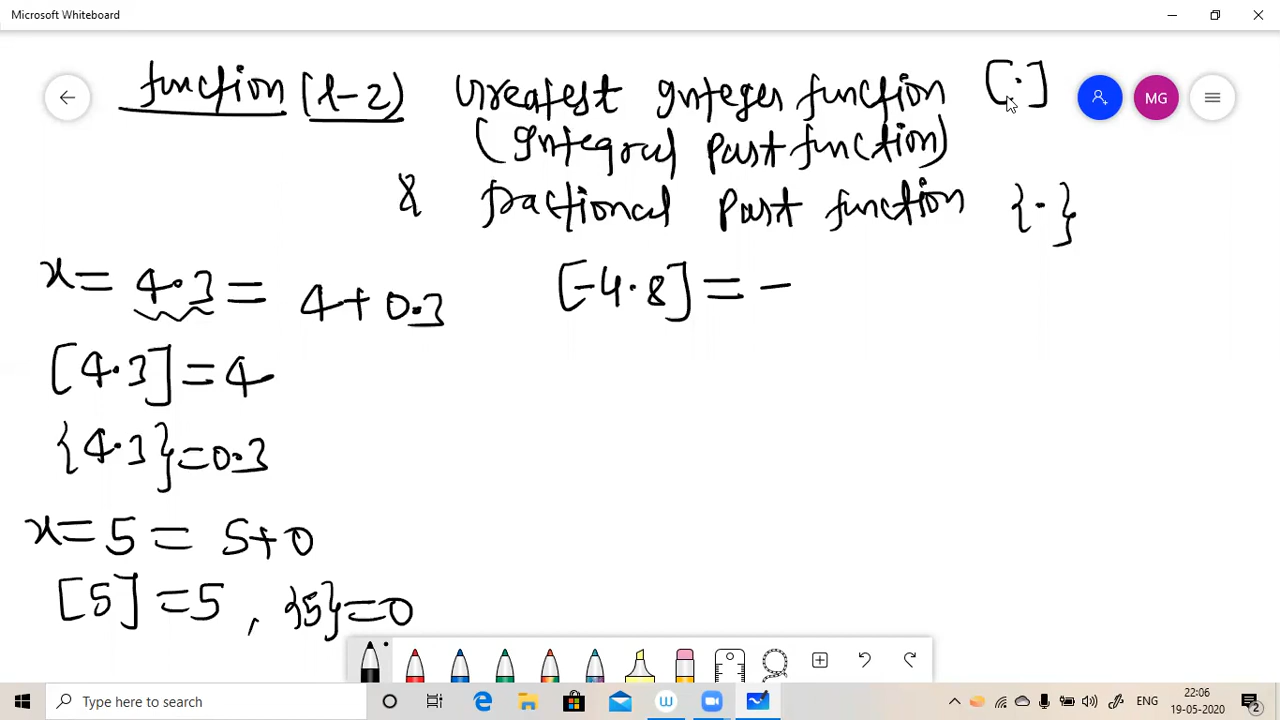 Microsoft Whiteboard
function (L-2) Greatest Integer function [·]
(Integral Part function)
& fractional Part function {·}
MG
x = 4.3 = 4+0.3
[4.3] = 4
{4.3} = 0.3
x = 5 = 5+0
[5] = 5, {5} = 0
[-4.8] = -
Type here to search
ENG
22:06
19-05-2020
2